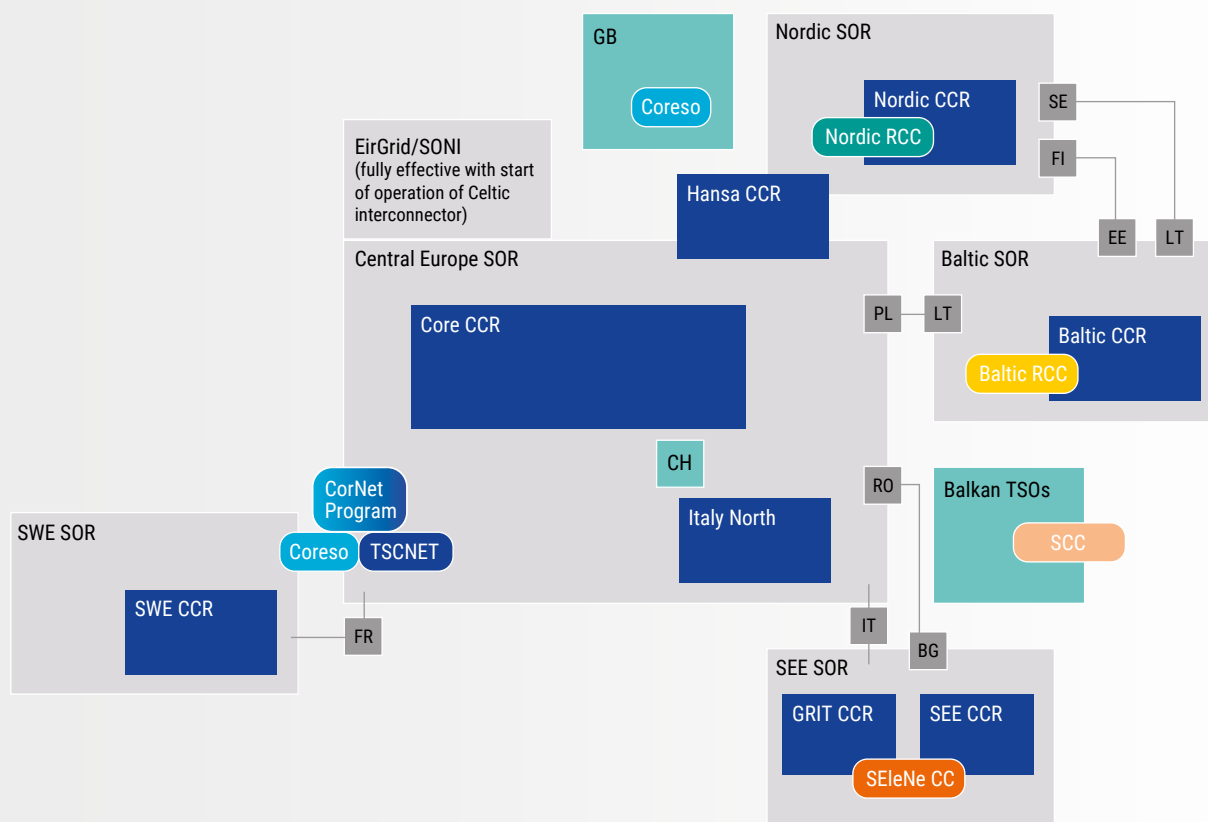 GB
Coreso
Nordic SOR
Nordic CCR
Nordic RCC
SE
FI
EirGrid/SONI
(fully effective with start
of operation of Celtic
interconnector)
Hansa CCR
EE
LT
Central Europe SOR
Baltic SOR
Core CCR
PL
LT
Baltic CCR
Baltic RCC
CH
RO
Balkan TSOs
SCC
CorNet
Program
Italy North
SWE SOR
Coreso
TSCNET
SWE CCR
FR
IT
BG
SEE SOR
GRIT CCR
SEE CCR
SEleNe CC